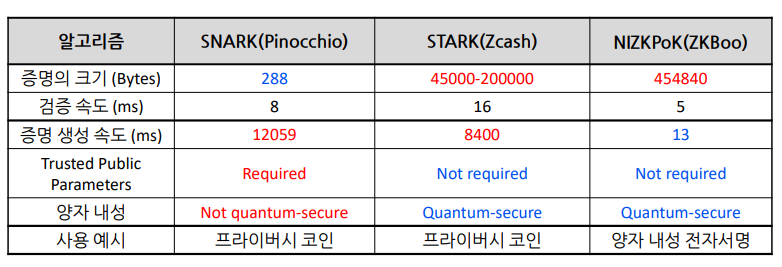 알고리즘 SNARK(Pinocchio) STARK(Zcash) NIZKPoK(ZKBoo)
증명의 크기 (Bytes) 288 45000-200000 454840
검증 속도 (ms) 8 16 5
증명 생성 속도 (ms) 12059 8400 13
Trusted Public
Parameters Required Not required Not required
양자 내성 Not quantum-secure Quantum-secure Quantum-secure
사용 예시 프라이버시 코인 프라이버시 코인 양자 내성 전자서명